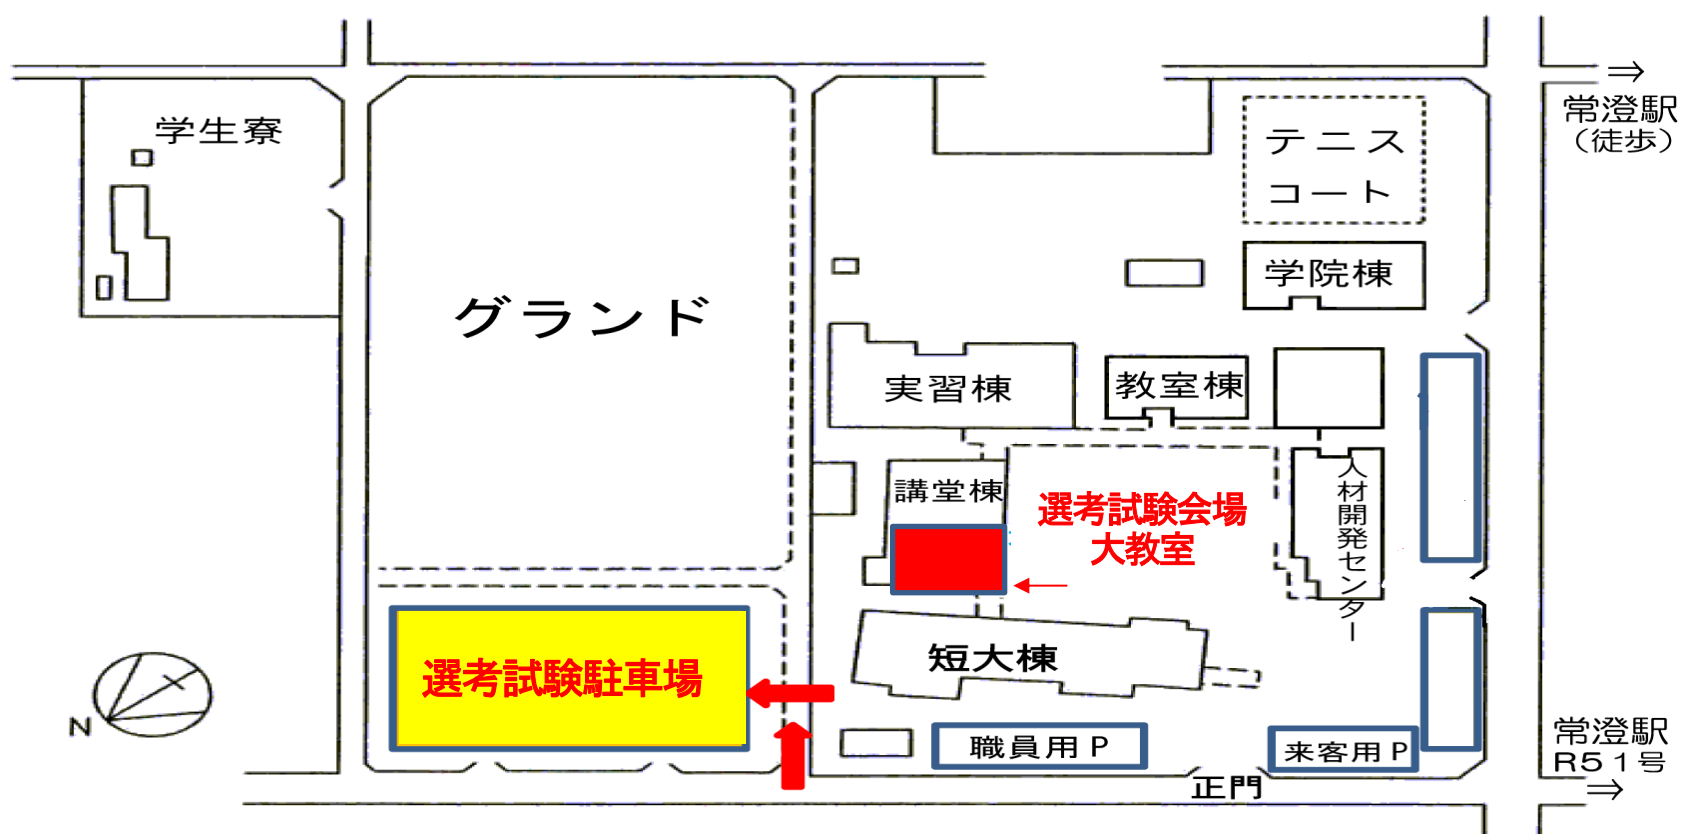 ⇒
常澄駅
（徒歩）
学生寮
テニス
コート
学院棟
グランド
実習棟
教室棟
講堂棟
選考試験会場
大教室
人材開発センター
短大棟
選考試験駐車場
N
職員用Ｐ
来客用Ｐ
正門
常澄駅
R５１号
⇒